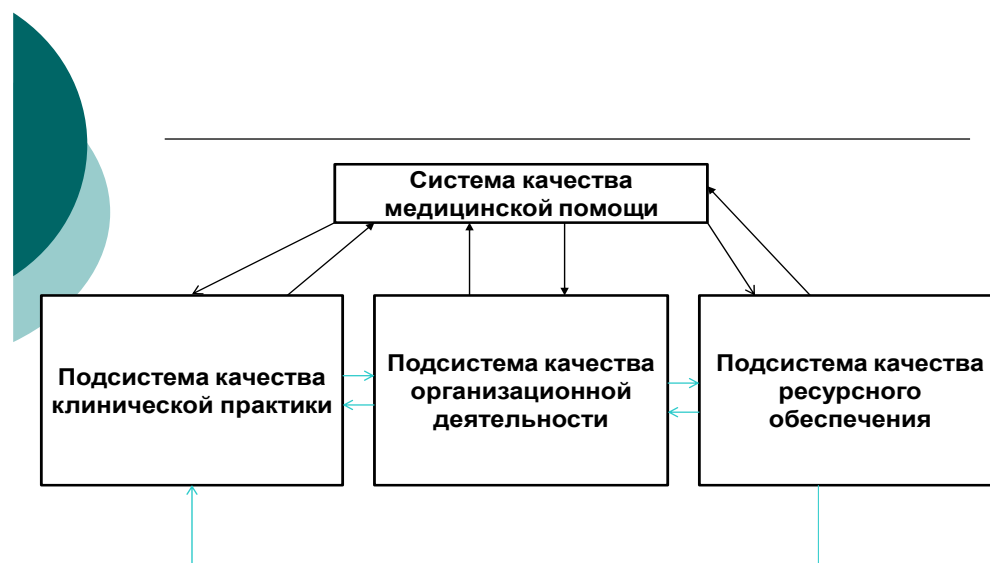 Система качества
медицинской помощи
Подсистема качества
клинической практики
Подсистема качества
организационной
деятельности
Подсистема качества
ресурсного
обеспечения